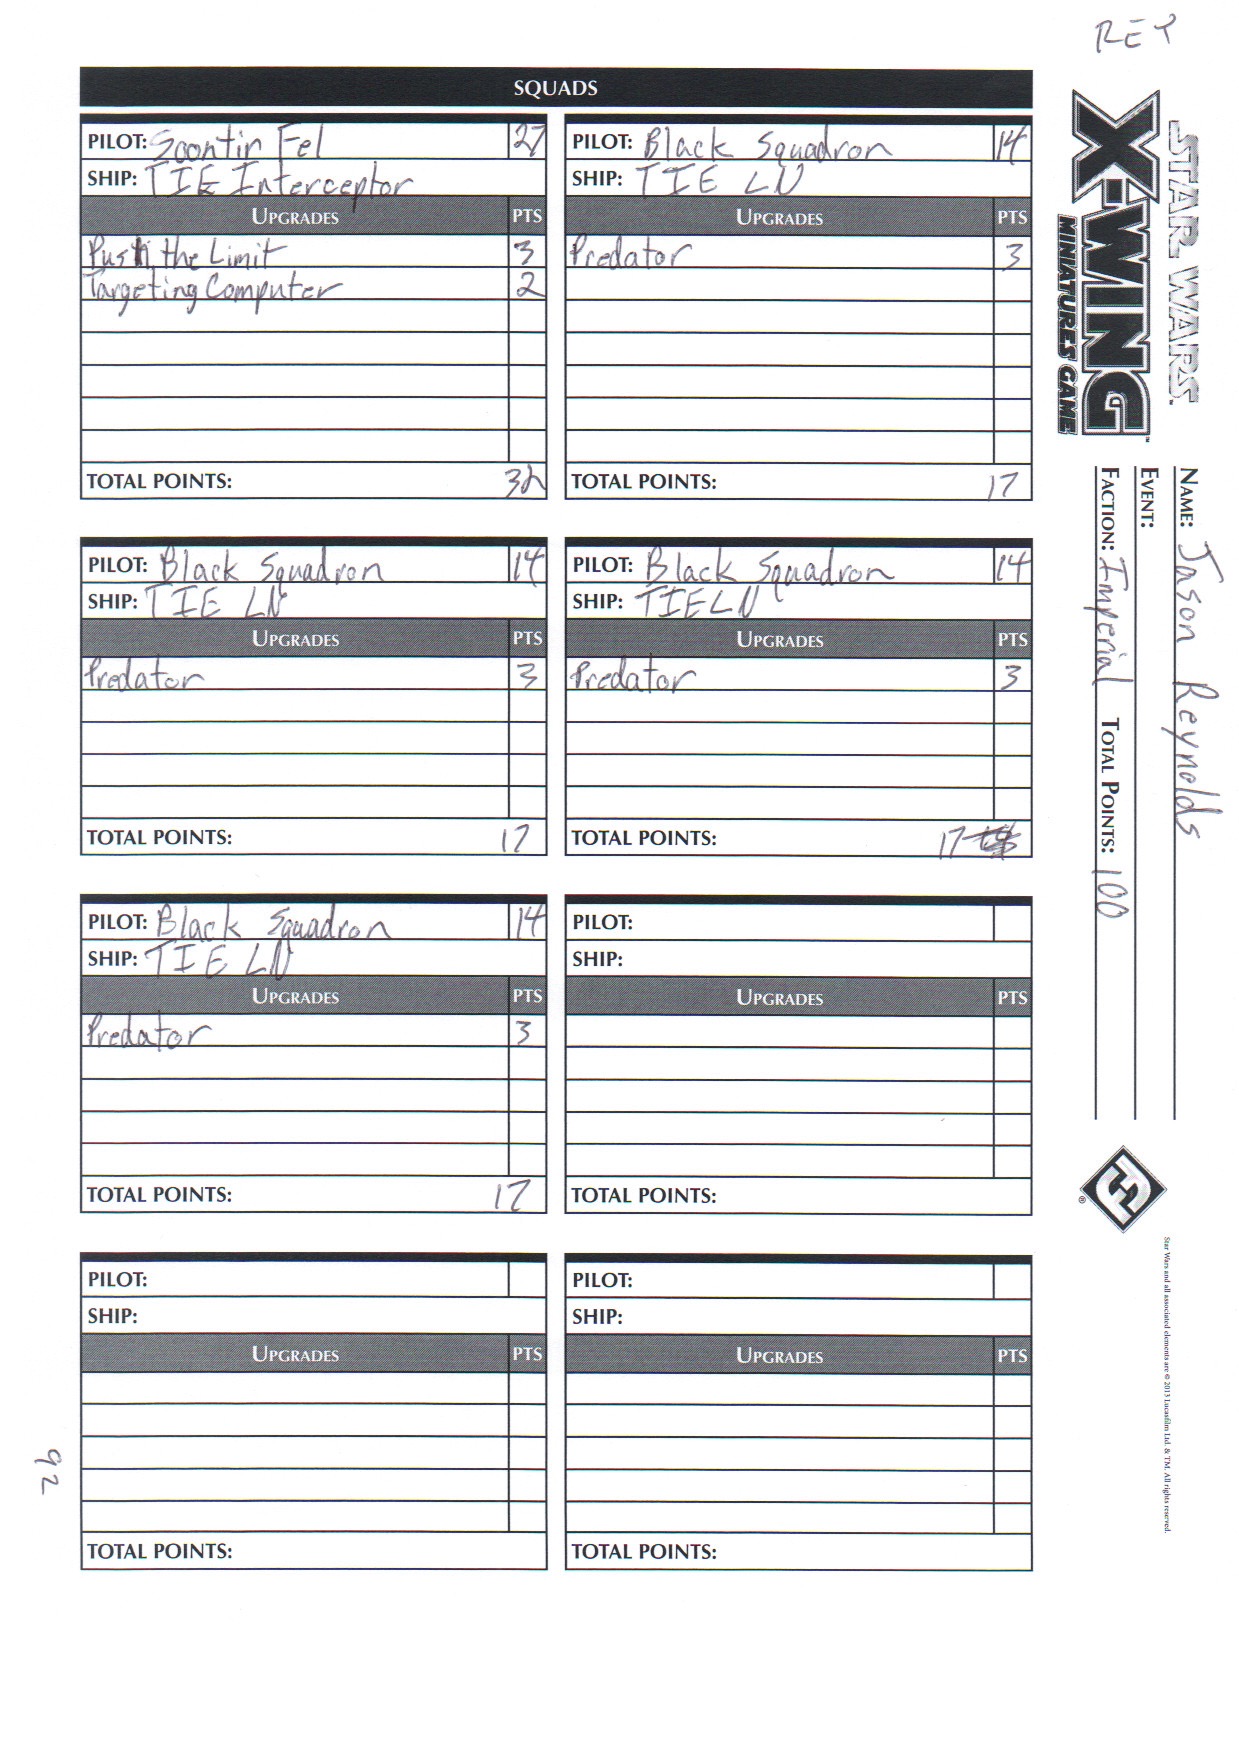 REY
SQUADS
PILOT: Soontir Fel 27
SHIP: TIE Interceptor
UPGRADES PTS
Push the Limit 3
Targeting Computer 2
TOTAL POINTS: 32
PILOT: Black Squadron 14
SHIP: TIE LN
UPGRADES PTS
Predator 3
TOTAL POINTS: 17
PILOT: Black Squadron 14
SHIP: TIE LN
UPGRADES PTS
Predator 3
TOTAL POINTS: 17
PILOT: Black Squadron 14
SHIP: TIE LN
UPGRADES PTS
Predator 3
TOTAL POINTS: 17
PILOT: Black Squadron 14
SHIP: TIE LN
UPGRADES PTS
Predator 3
TOTAL POINTS: 17
PILOT:
SHIP:
UPGRADES PTS
TOTAL POINTS:
PILOT:
SHIP:
UPGRADES PTS
TOTAL POINTS:
PILOT:
SHIP:
UPGRADES PTS
TOTAL POINTS:
STAR WARS™
X-WING™
MINIATURES GAME
NAME: Jason Reynolds
EVENT:
FACTION: Imperial TOTAL POINTS: 100
®
Star Wars and all associated elements are © 2013 Lucasfilm Ltd. & TM. All rights reserved.
92